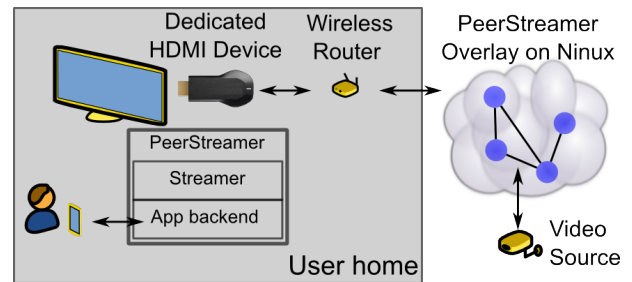 Dedicated
HDMI Device
Wireless
Router
PeerStreamer
Overlay on Ninux
PeerStreamer
Streamer
App backend
Video
Source
User home